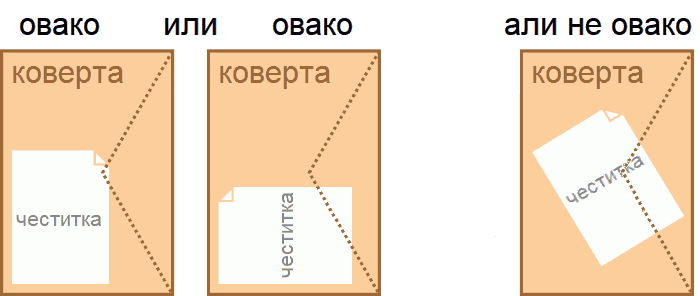 овако или овако али не овако
коверта коверта коверта
честитка честитка честитка